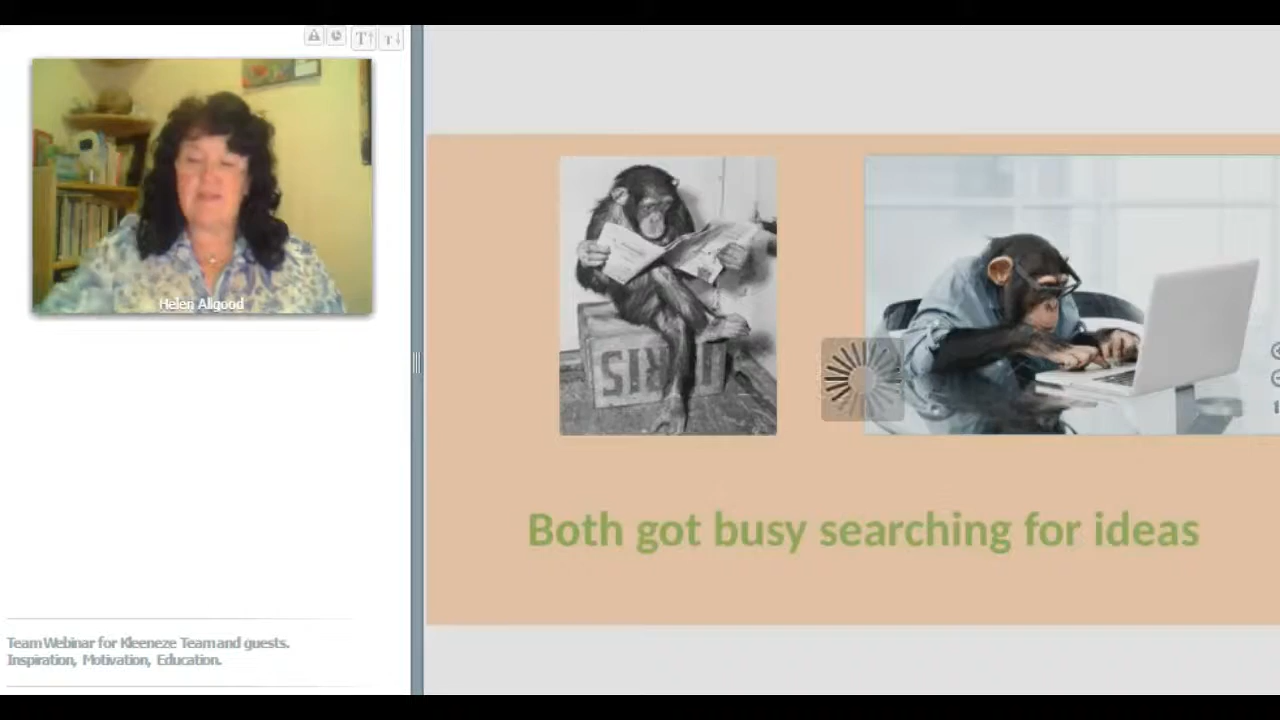 T↑
T↓
Helen Allgood
Team Webinar for Kleeneze Team and guests.
Inspiration, Motivation, Education.
Both got busy searching for ideas